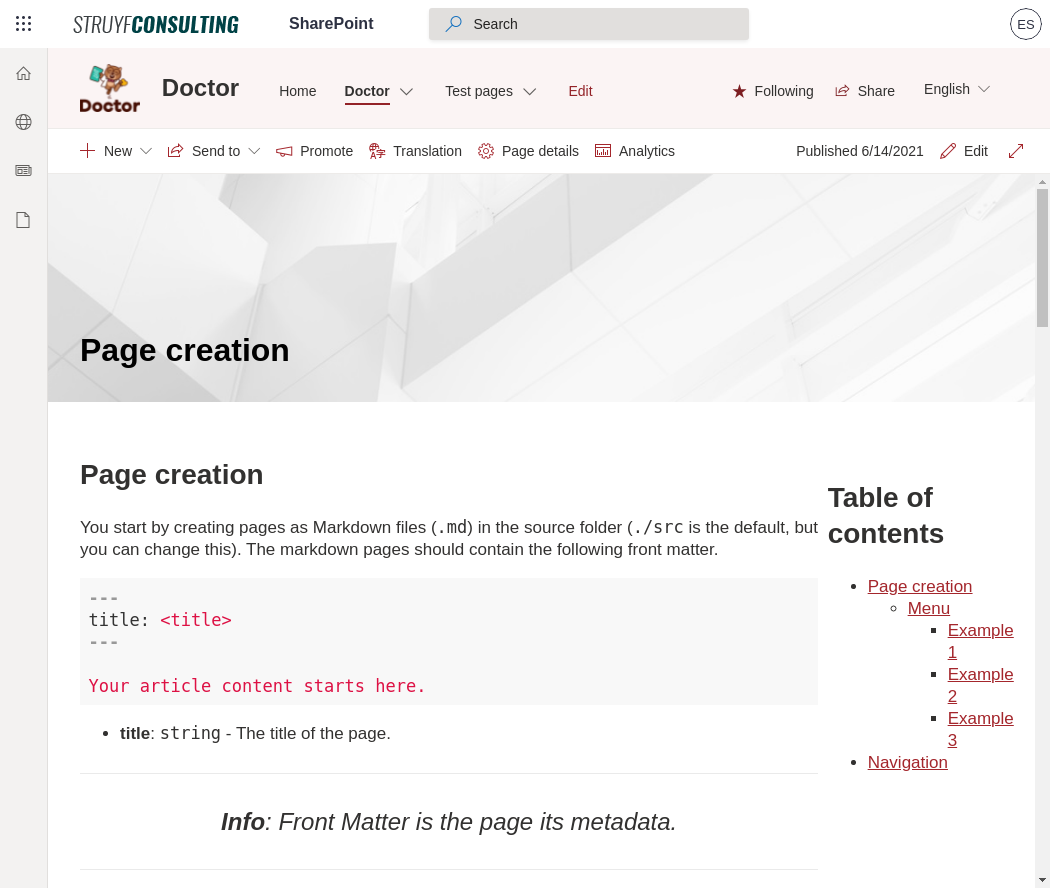 STRUYFCONSULTING SharePoint Search ES
Doctor Doctor Home Doctor Test pages Edit Following Share English
New Send to Promote Translation Page details Analytics Published 6/14/2021 Edit
Page creation
Page creation
You start by creating pages as Markdown files (.md) in the source folder (./src is the default, but
you can change this). The markdown pages should contain the following front matter.
---
title: <title>
---
Your article content starts here.
• title: string - The title of the page.
Info: Front Matter is the page its metadata.
Table of
contents
• Page creation
◦ Menu
▪ Example
1
▪ Example
2
▪ Example
3
• Navigation